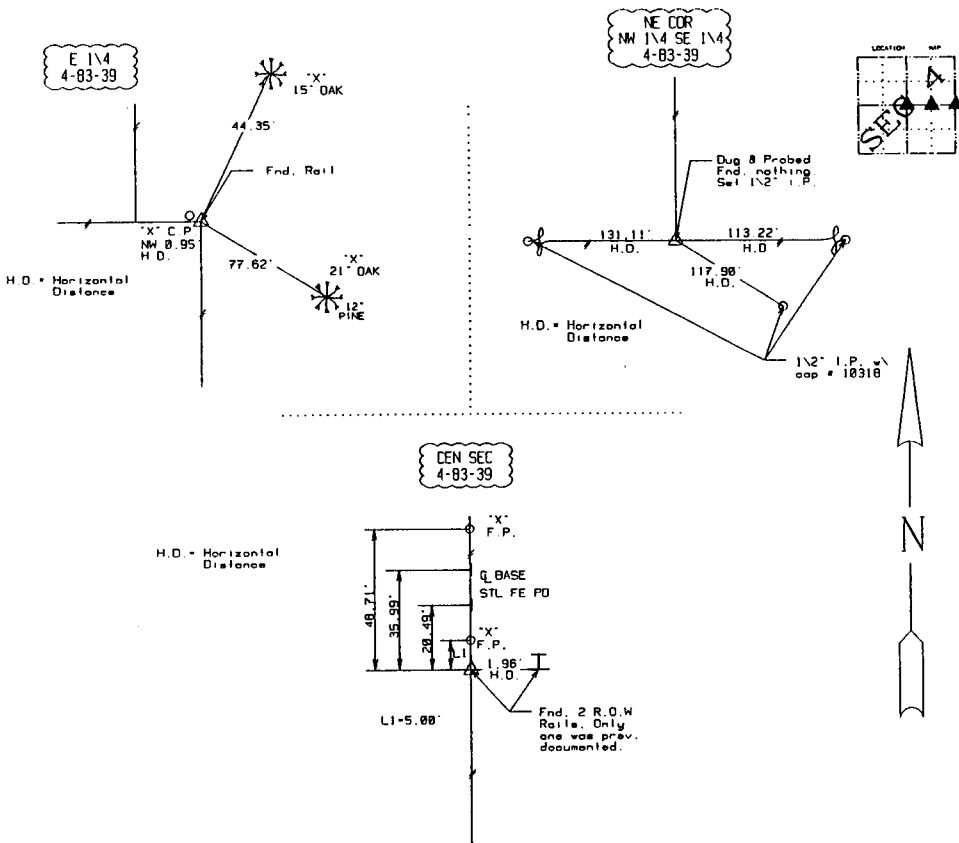 E 1\4
4-83-39
"X"
15" OAK
44.35'
Fnd. Rail
"X" C.P
NW 0.95'
H.D.
77.62'
"X"
21" OAK
12"
PINE
H.D. = Horizontal
Distance
NE COR
NW 1\4 SE 1\4
4-83-39
Dug & Probed
Fnd. nothing.
Set 1\2" I.P.
131.11'
H.D.
113.22'
H.D
117.90'
H.D.
H.D. = Horizontal
Distance
1\2" I.P. w\
cap # 10318
LOCATION MAP
SEC 4
CEN SEC
4-83-39
H.D. = Horizontal
Distance
"X"
F.P.
48.71'
35.99'
20.49'
℄ BASE
STL FE PO
"X"
F.P.
L1
1.96'
H.D.
L1=5.00'
Fnd. 2 R.O.W
Rails. Only
one was prev.
documented.
N